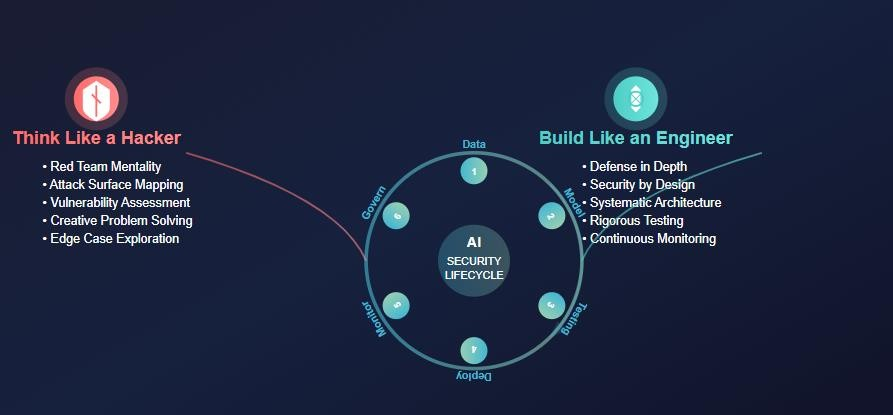 Think Like a Hacker
• Red Team Mentality
• Attack Surface Mapping
• Vulnerability Assessment
• Creative Problem Solving
• Edge Case Exploration
Data
1
Model
2
3
Testing
4
Deploy
5
Monitor
6
Govern
AI
SECURITY
LIFECYCLE
Build Like an Engineer
• Defense in Depth
• Security by Design
• Systematic Architecture
• Rigorous Testing
• Continuous Monitoring